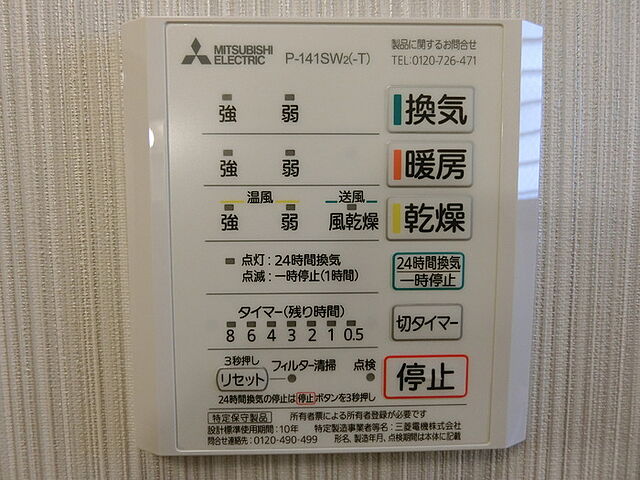 MITSUBISHI ELECTRIC P-141SW2(-T)
製品に関するお問合せ
TEL:0120-726-471
強 弱 換気
強 弱 暖房
温風 送風
強 弱 風乾燥 乾燥
点灯:24時間換気
点滅:一時停止(1時間)
24時間換気
一時停止
タイマー(残り時間)
8 6 4 3 2 1 0.5
切タイマー
3秒押し
リセット フィルター清掃 点検
停止
24時間換気の停止は停止ボタンを3秒押し
特定保守製品 所有者票による所有者登録が必要です
設計標準使用期間:10年 特定製造事業者等名:三菱電機株式会社
問合せ連絡先:0120-490-499 形名、製造年月、点検期間は本体に記載